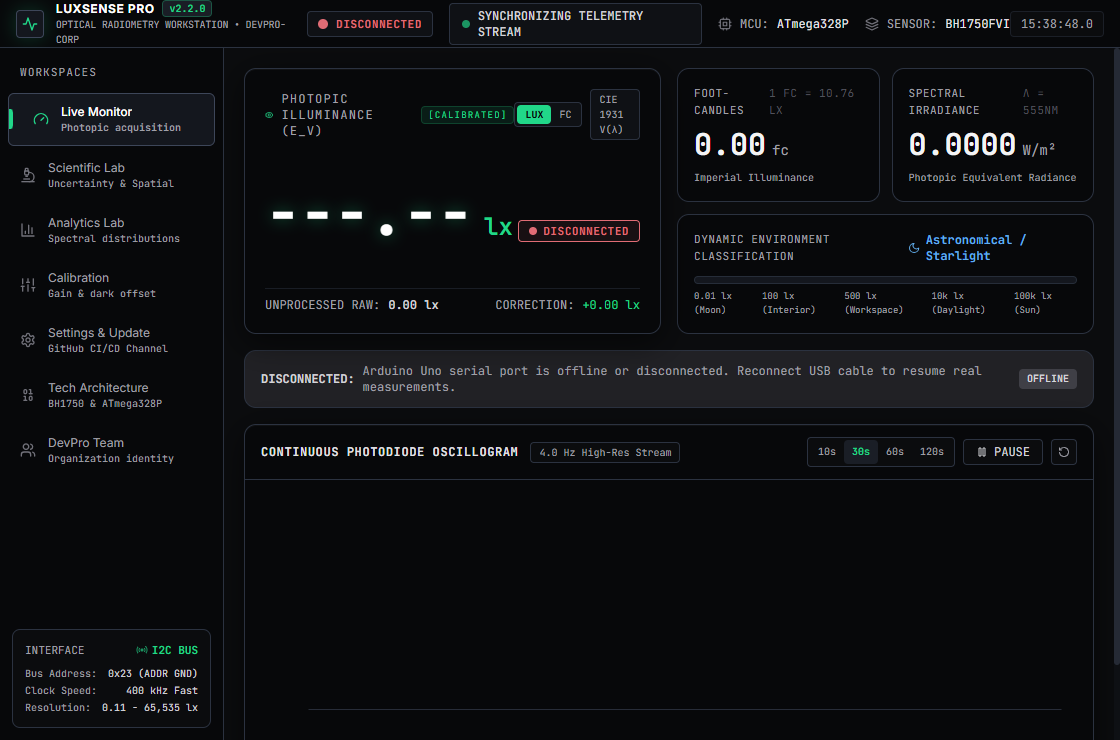 LUXSENSE PRO v2.2.0
OPTICAL RADIOMETRY WORKSTATION • DEVPRO-
CORP
DISCONNECTED
SYNCHRONIZING TELEMETRY
STREAM
MCU: ATmega328P
SENSOR: BH1750FVI
15:38:48.0
WORKSPACES
Live Monitor
Photopic acquisition
Scientific Lab
Uncertainty & Spatial
Analytics Lab
Spectral distributions
Calibration
Gain & dark offset
Settings & Update
GitHub CI/CD Channel
Tech Architecture
BH1750 & ATmega328P
DevPro Team
Organization identity
INTERFACE
I2C BUS
Bus Address: 0x23 (ADDR GND)
Clock Speed: 400 kHz Fast
Resolution: 0.11 - 65,535 lx
PHOTOPIC
ILLUMINANCE
(E_V)
[CALIBRATED]
LUX FC
CIE
1931
V(λ)
---.-- lx
DISCONNECTED
UNPROCESSED RAW: 0.00 lx
CORRECTION: +0.00 lx
FOOT-
CANDLES
1 FC = 10.76
LX
0.00 fc
Imperial Illuminance
SPECTRAL
IRRADIANCE
Λ =
555NM
0.0000 W/m²
Photopic Equivalent Radiance
DYNAMIC ENVIRONMENT
CLASSIFICATION
Astronomical /
Starlight
0.01 lx
(Moon)
100 lx
(Interior)
500 lx
(Workspace)
10k lx
(Daylight)
100k lx
(Sun)
DISCONNECTED:
Arduino Uno serial port is offline or disconnected. Reconnect USB cable to resume real
measurements.
OFFLINE
CONTINUOUS PHOTODIODE OSCILLOGRAM
4.0 Hz High-Res Stream
10s 30s 60s 120s
PAUSE